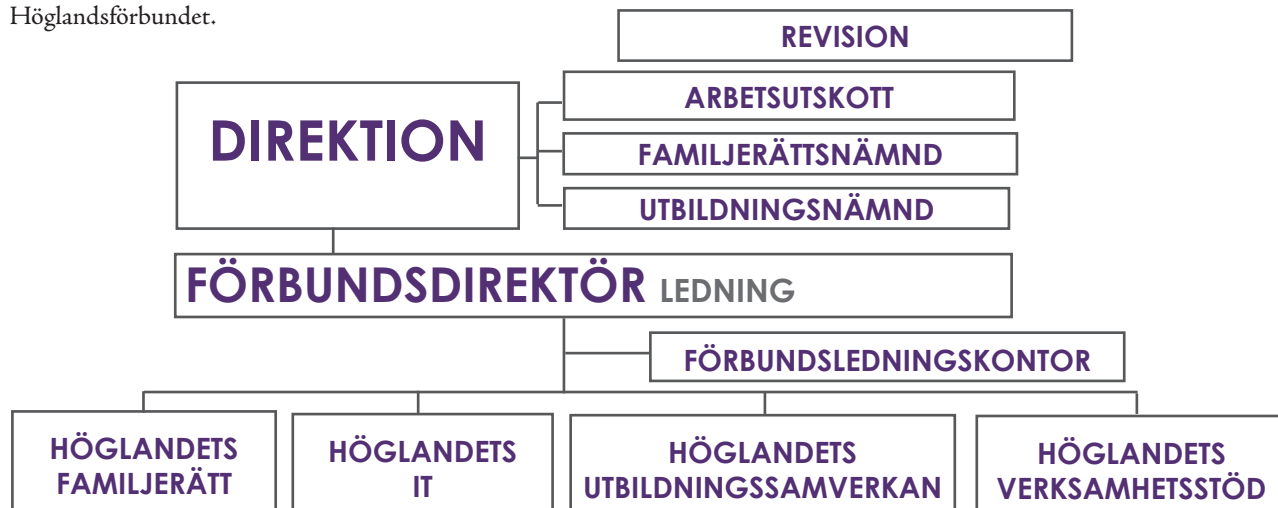 Höglandsförbundet.
REVISION
ARBETSUTSKOTT
DIREKTION
FAMILJERÄTTSNÄMND
UTBILDNINGSNÄMND
FÖRBUNDSDIREKTÖR LEDNING
FÖRBUNDSLEDNINGSKONTOR
HÖGLANDETS
FAMILJERÄTT
HÖGLANDETS
IT
HÖGLANDETS
UTBILDNINGSSAMVERKAN
HÖGLANDETS
VERKSAMHETSSTÖD